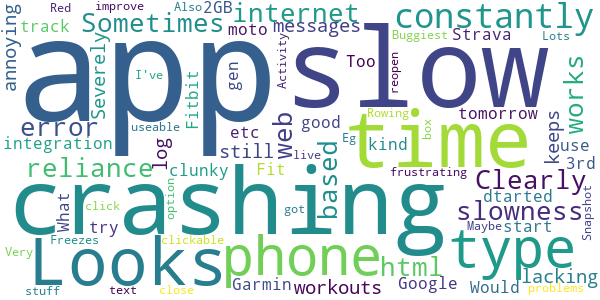 annoying
track
Red
improve
Sometimes
Also
2GB
internet
moto
messages
constantly
Buggiest
Strava
Lots
app
slow
Severely
I've
Fitbit
gen
Activity
Too
reopen
works
error
useable
etc
good
web
time
Rowing
tomorrow
Eg
box
kind
keeps
use
integration
log
still
live
frustrating
3rd
reliance
clunky
Fit
based
Clearly
crashing
What
click
try
option
got
slowness
dtarted
Maybe
start
Snapshot
Very
Freezes
clickable
Looks
phone
html
type
lacking
stuff
text
close
Garmin
workouts
Google
Would
problems